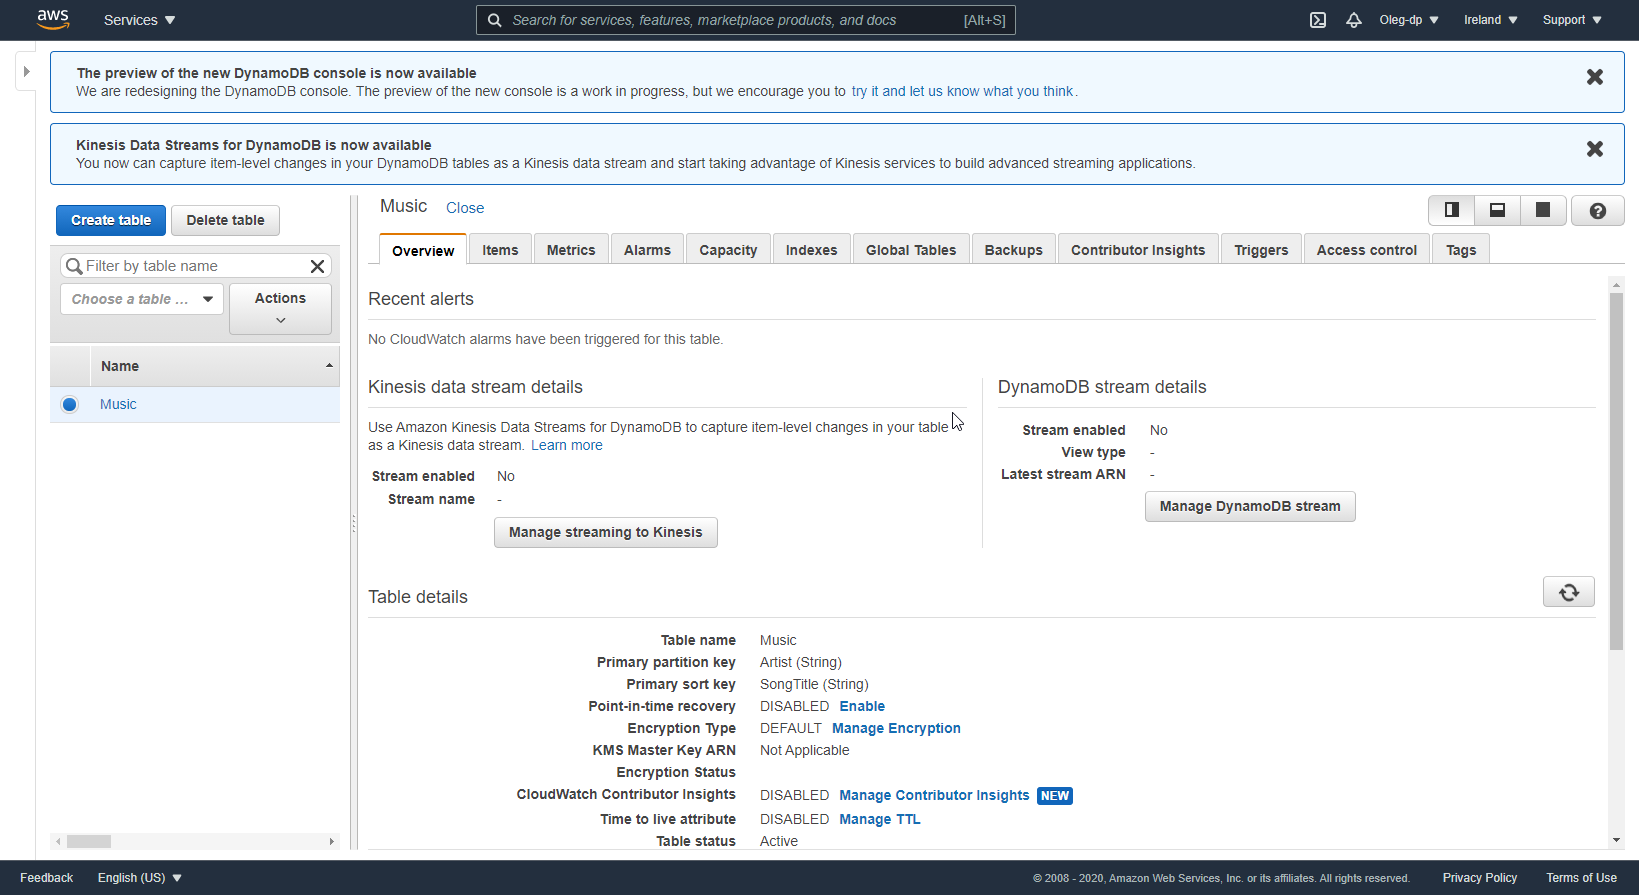 aws Services Search for services, features, marketplace products, and docs [Alt+S] Oleg-dp Ireland Support
The preview of the new DynamoDB console is now available
We are redesigning the DynamoDB console. The preview of the new console is a work in progress, but we encourage you to try it and let us know what you think.
Kinesis Data Streams for DynamoDB is now available
You now can capture item-level changes in your DynamoDB tables as a Kinesis data stream and start taking advantage of Kinesis services to build advanced streaming applications.
Create table Delete table
Filter by table name
Choose a table ... Actions
Name
Music
Music Close
Overview Items Metrics Alarms Capacity Indexes Global Tables Backups Contributor Insights Triggers Access control Tags
Recent alerts
No CloudWatch alarms have been triggered for this table.
Kinesis data stream details
Use Amazon Kinesis Data Streams for DynamoDB to capture item-level changes in your table
as a Kinesis data stream. Learn more
Stream enabled No
Stream name -
Manage streaming to Kinesis
DynamoDB stream details
Stream enabled No
View type -
Latest stream ARN -
Manage DynamoDB stream
Table details
Table name Music
Primary partition key Artist (String)
Primary sort key SongTitle (String)
Point-in-time recovery DISABLED Enable
Encryption Type DEFAULT Manage Encryption
KMS Master Key ARN Not Applicable
Encryption Status
CloudWatch Contributor Insights DISABLED Manage Contributor Insights NEW
Time to live attribute DISABLED Manage TTL
Table status Active
Feedback English (US) © 2008 - 2020, Amazon Web Services, Inc. or its affiliates. All rights reserved. Privacy Policy Terms of Use